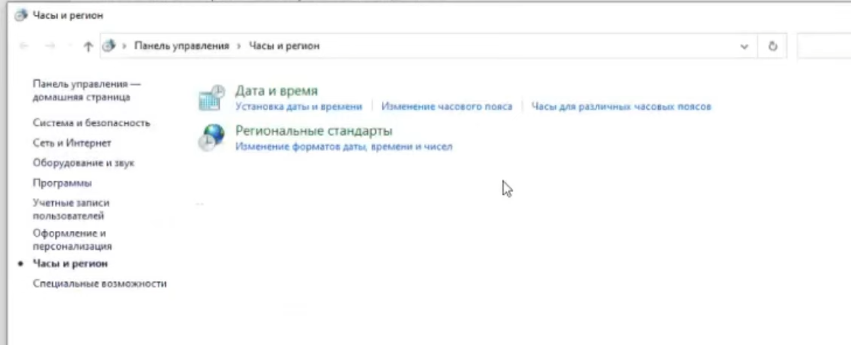 Часы и регион
Панель управления › Часы и регион
Панель управления —
домашняя страница
Система и безопасность
Сеть и Интернет
Оборудование и звук
Программы
Учетные записи
пользователей
Оформление и
персонализация
Часы и регион
Специальные возможности
Дата и время
Установка даты и времени | Изменение часового пояса | Часы для различных часовых поясов
Региональные стандарты
Изменение форматов даты, времени и чисел